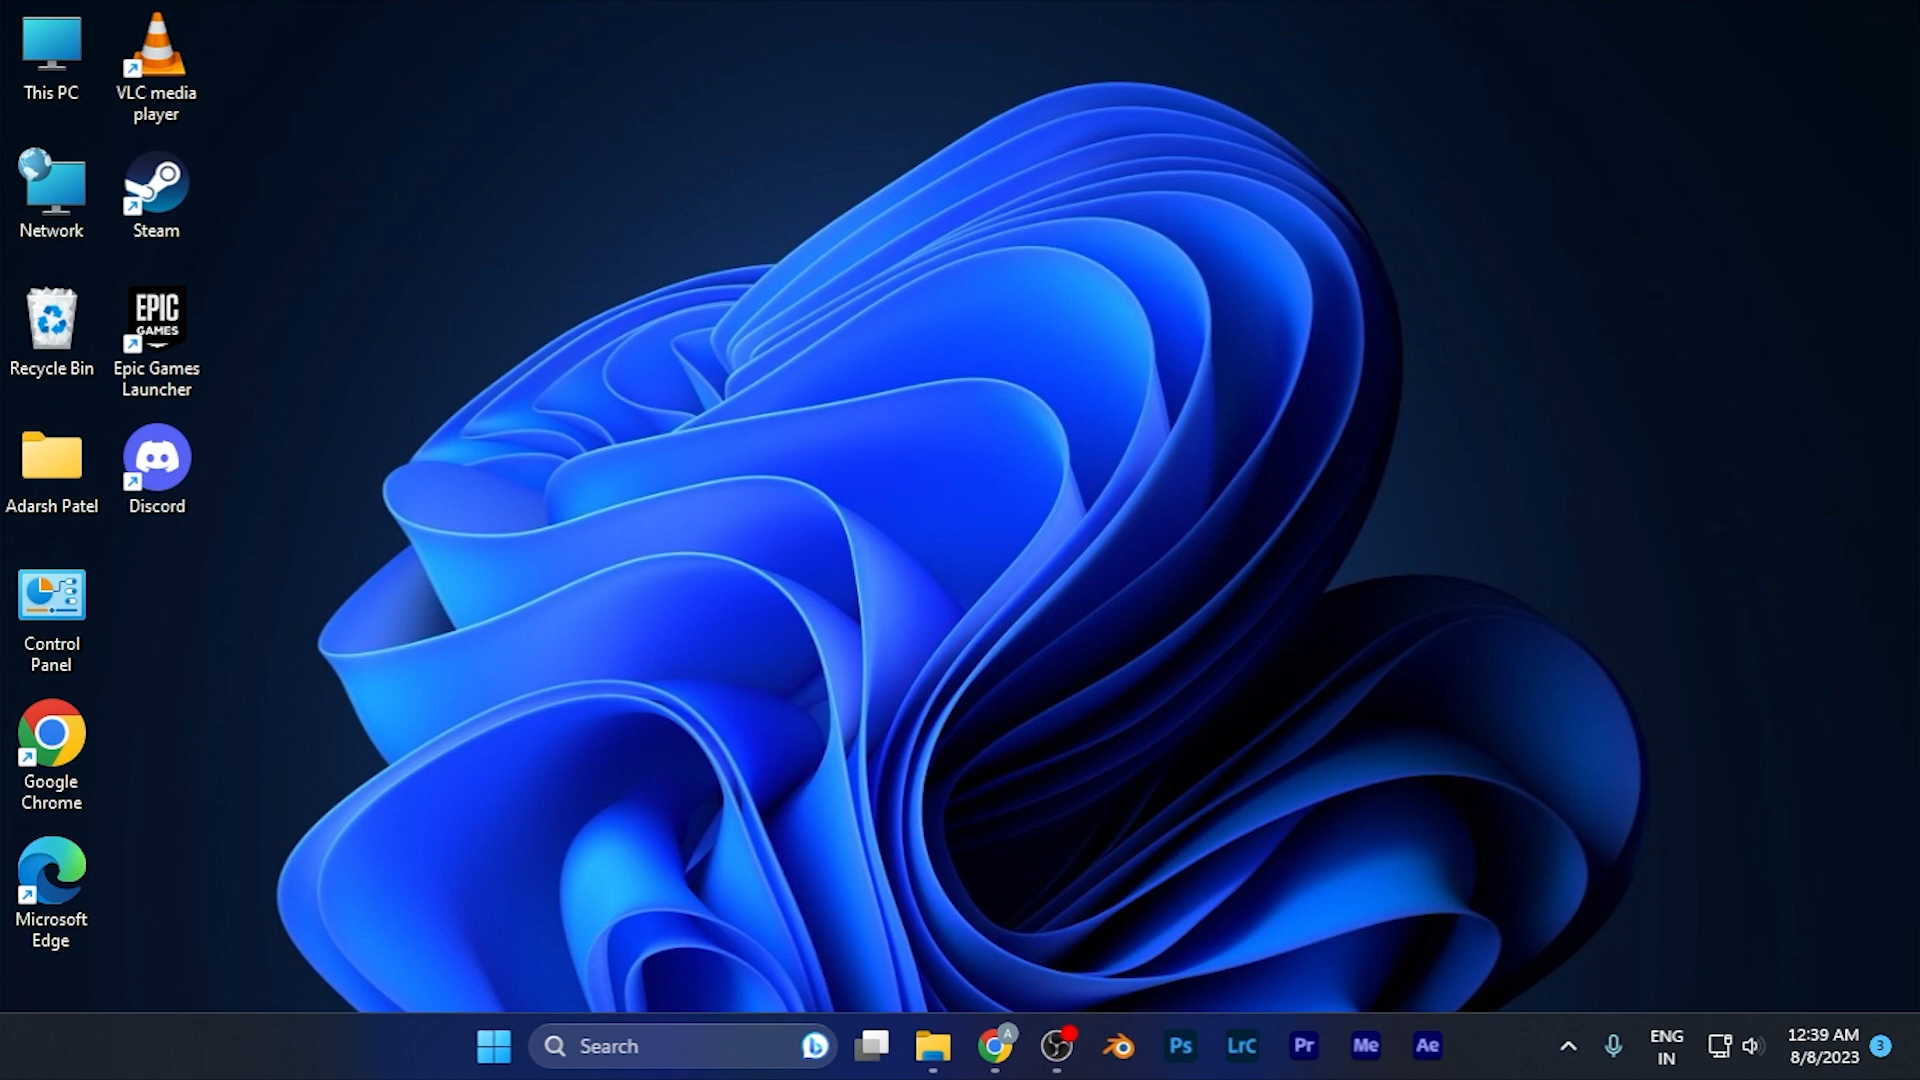 This PC
VLC media
player
Network
Steam
Recycle Bin
EPIC
GAMES
Epic Games
Launcher
Adarsh Patel
Discord
Control
Panel
Google
Chrome
Microsoft
Edge
Search
A
Ps
LrC
Pr
Me
Ae
ENG
IN
12:39 AM
8/8/2023
3